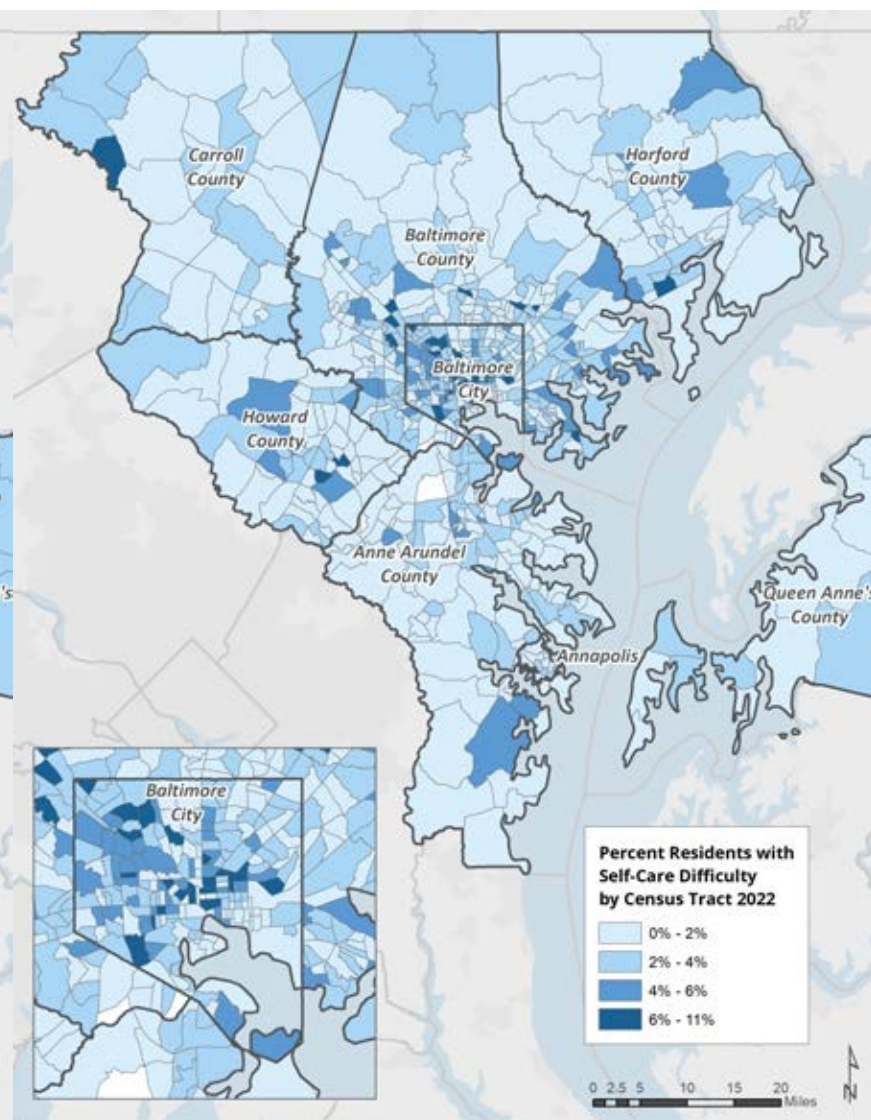 Carroll
County
Harford
County
Baltimore
County
Baltimore
City
Howard
County
Anne Arundel
County
's
Queen Anne's
County
Annapolis
Baltimore
City
Percent Residents with
Self-Care Difficulty
by Census Tract 2022
0% - 2%
2% - 4%
4% - 6%
6% - 11%
0 2.5 5 10 15 20
Miles
N